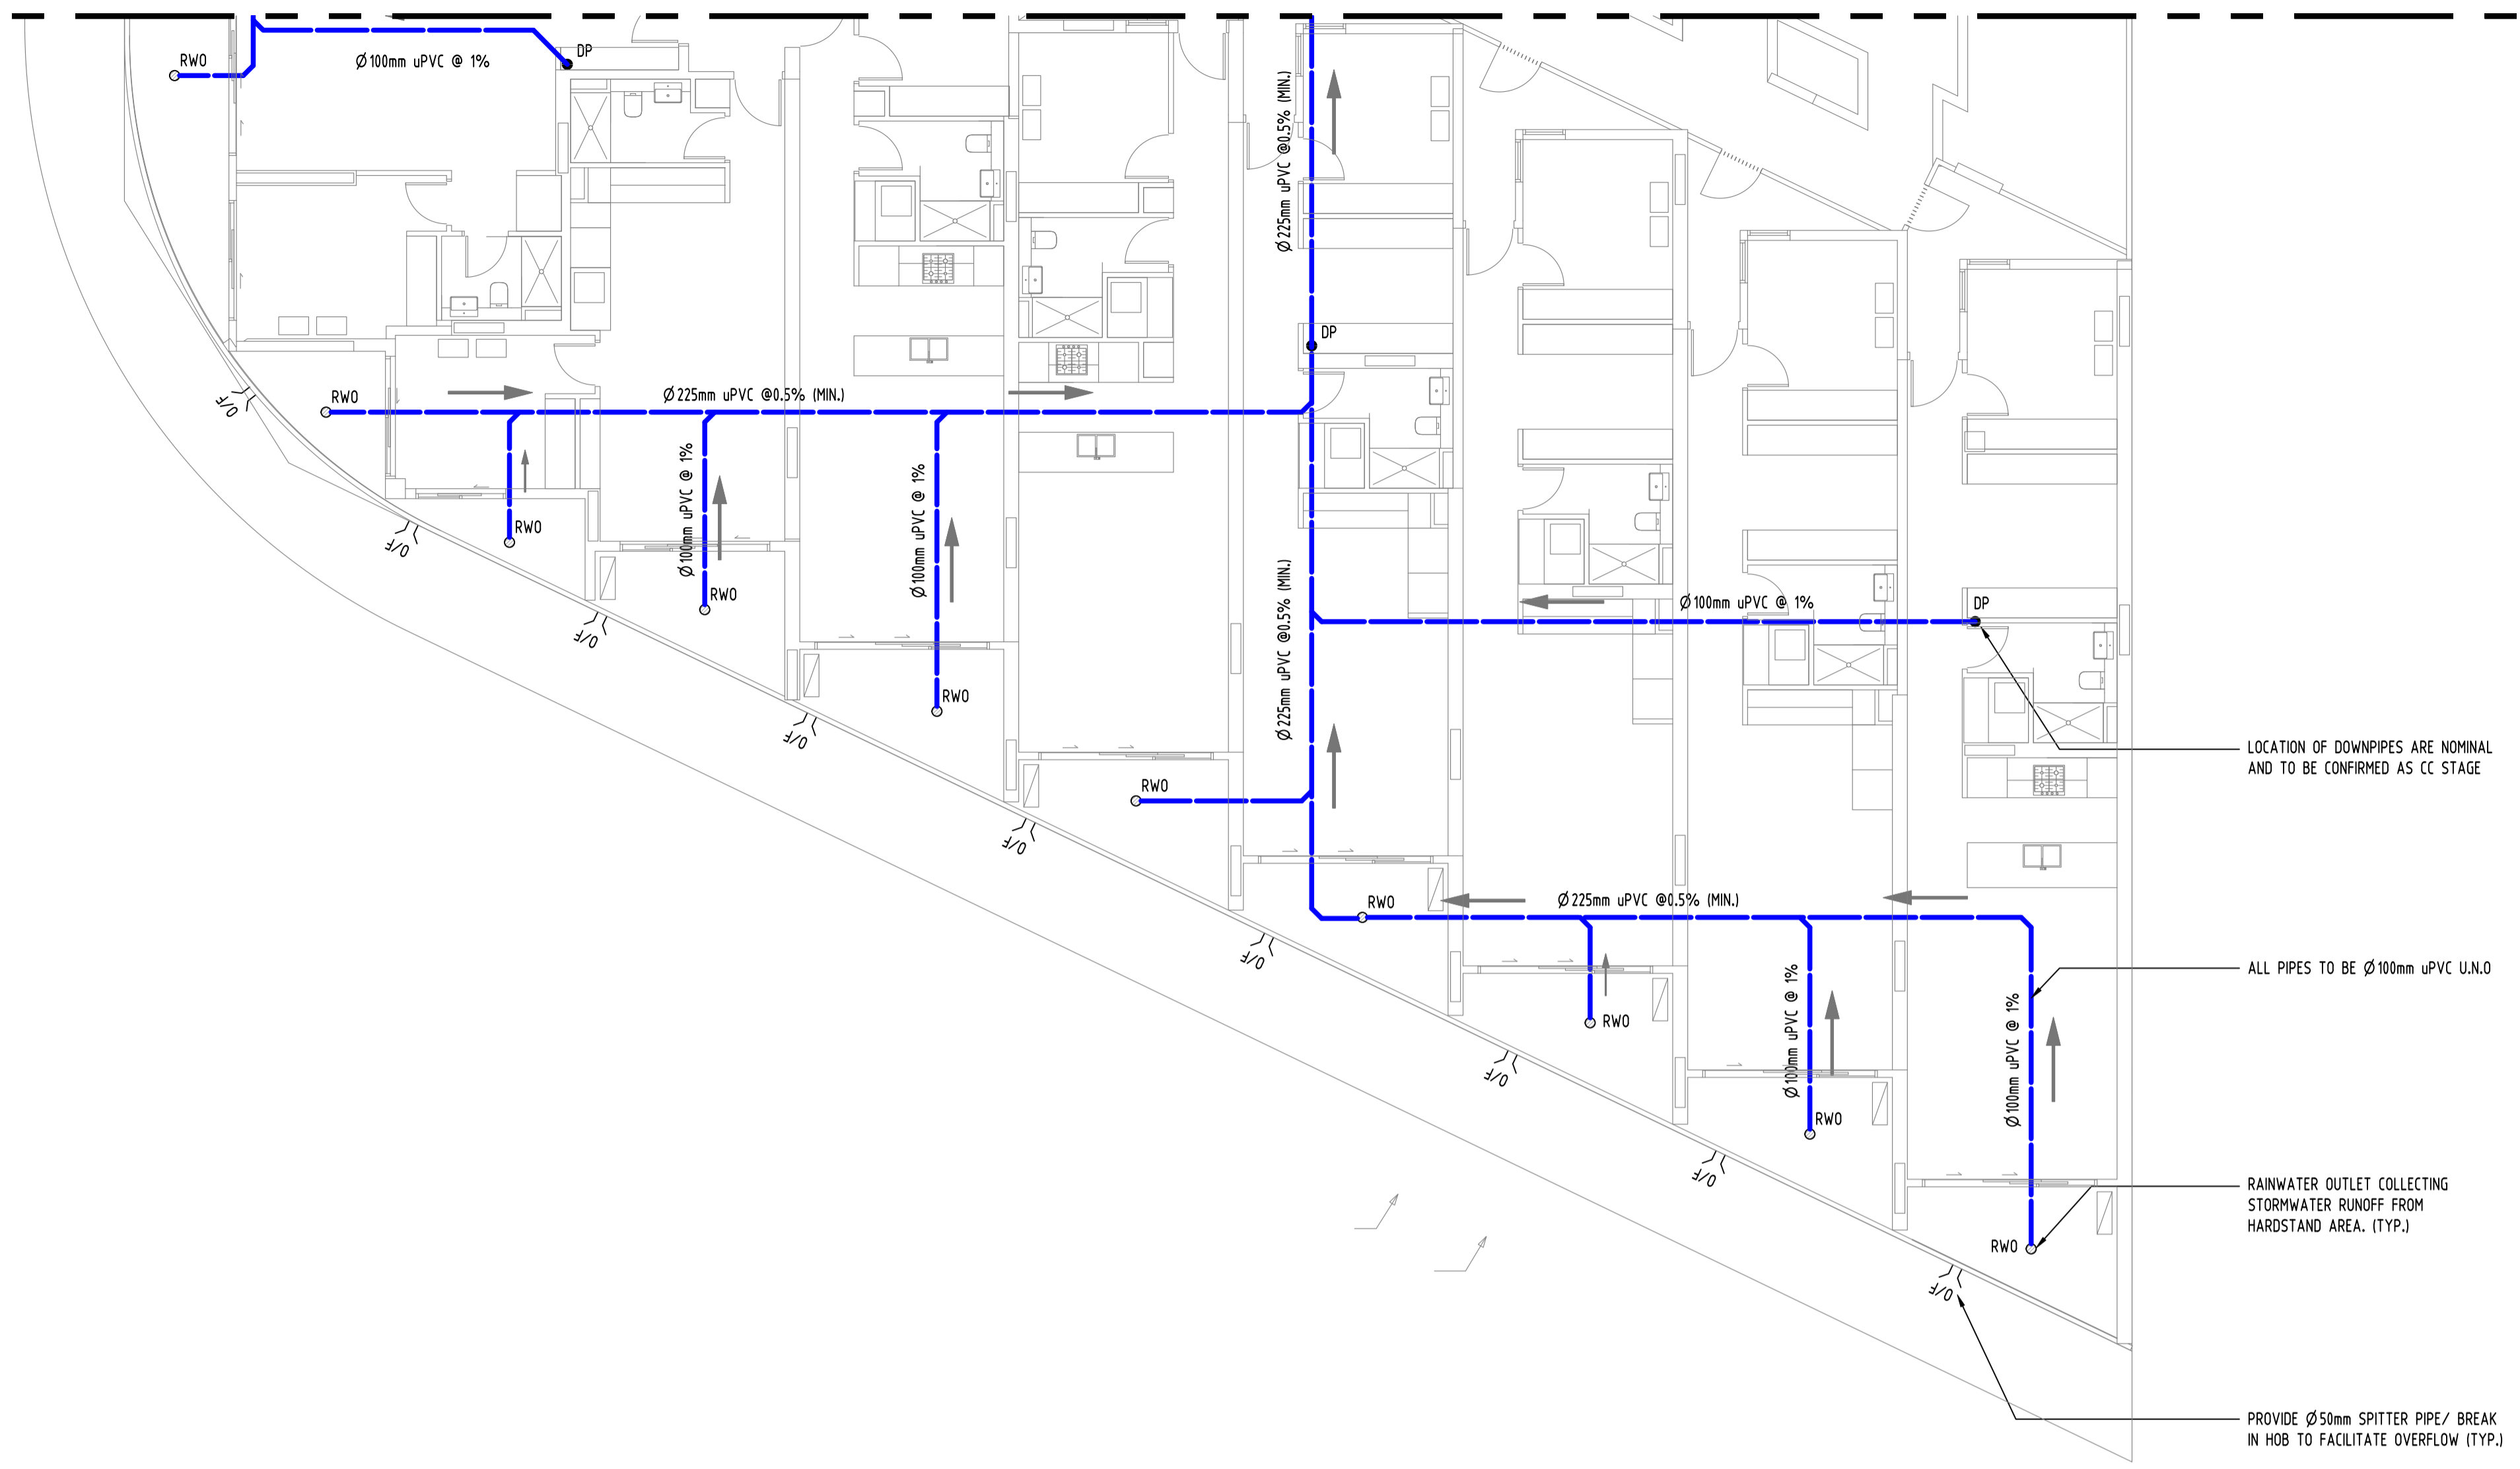 RWO
Ø100mm uPVC @ 1%
DP
Ø225mm uPVC @0.5% (MIN.)
DP
RWO
Ø225mm uPVC @0.5% (MIN.)
O/F
Ø100mm uPVC @ 1%
Ø100mm uPVC @ 1%
RWO
O/F
RWO
O/F
RWO
O/F
Ø225mm uPVC @0.5% (MIN.)
Ø100mm uPVC @ 1%
DP
LOCATION OF DOWNPIPES ARE NOMINAL
AND TO BE CONFIRMED AS CC STAGE
RWO
O/F
RWO
Ø225mm uPVC @0.5% (MIN.)
O/F
ALL PIPES TO BE Ø100mm uPVC U.N.O
RWO
Ø100mm uPVC @ 1%
Ø100mm uPVC @ 1%
O/F
RWO
O/F
RAINWATER OUTLET COLLECTING
STORMWATER RUNOFF FROM
HARDSTAND AREA. (TYP.)
RWO
O/F
PROVIDE Ø50mm SPITTER PIPE/ BREAK
IN HOB TO FACILITATE OVERFLOW (TYP.)